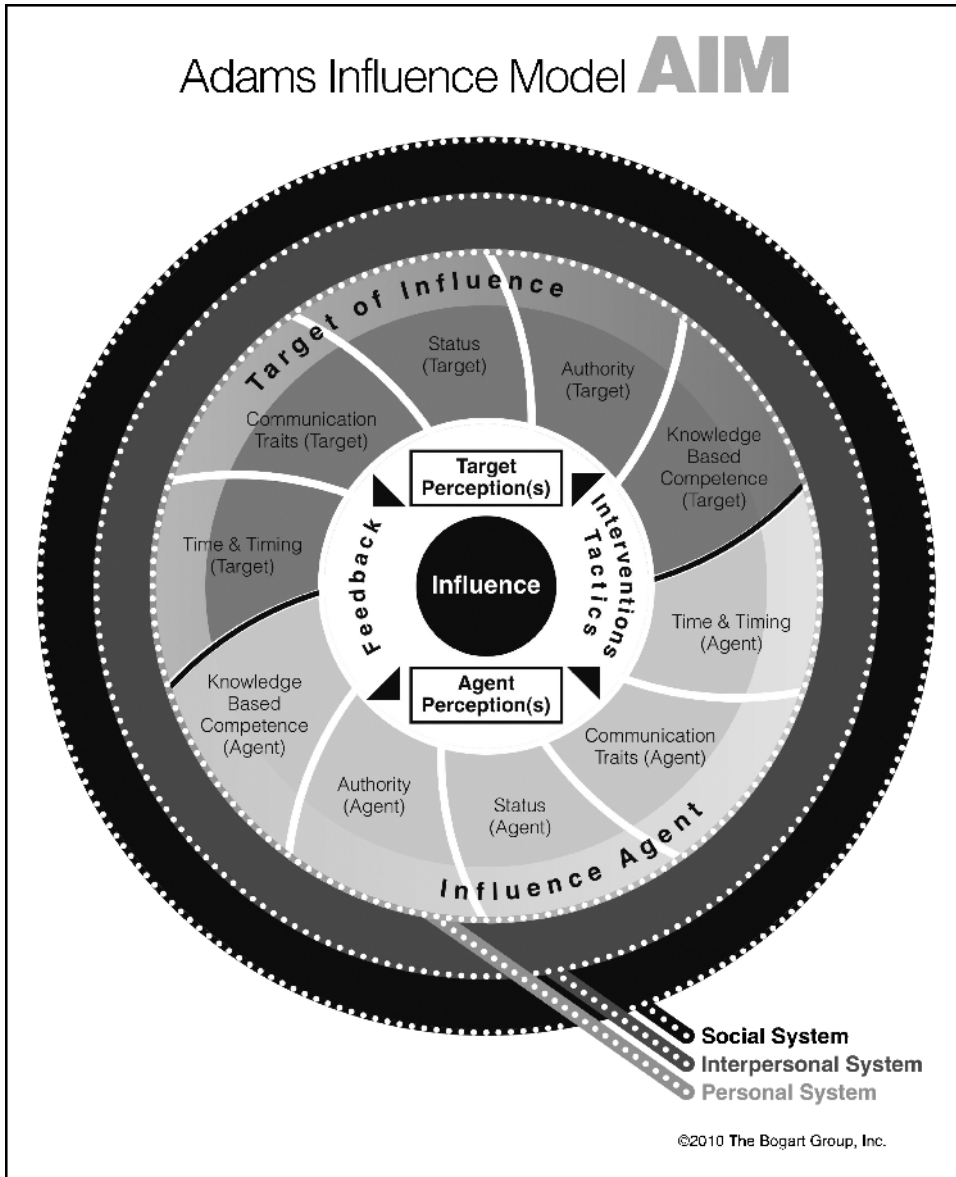 Adams Influence Model AIM
Target of Influence
Status
(Target)
Authority
(Target)
Communication
Traits (Target)
Knowledge
Based
Competence
(Target)
Time & Timing
(Target)
Target
Perception(s)
Feedback
Influence
Interventions
Tactics
Agent
Perception(s)
Time & Timing
(Agent)
Knowledge
Based
Competence
(Agent)
Communication
Traits (Agent)
Authority
(Agent)
Status
(Agent)
Influence Agent
Social System
Interpersonal System
Personal System
©2010 The Bogart Group, Inc.